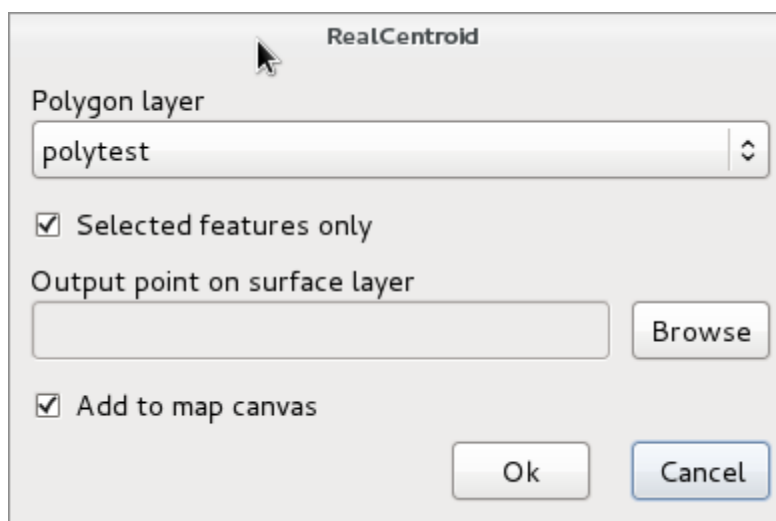 RealCentroid
Polygon layer
polytest
Selected features only
Output point on surface layer
Browse
Add to map canvas
Ok Cancel